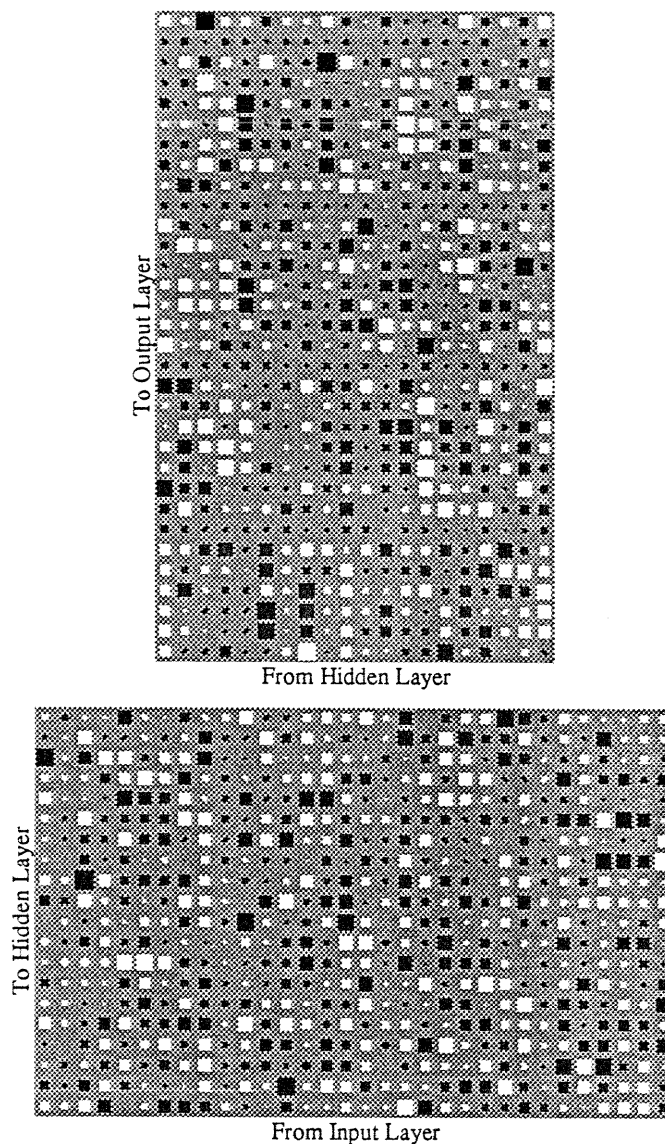 To Output Layer
From Hidden Layer
To Hidden Layer
From Input Layer